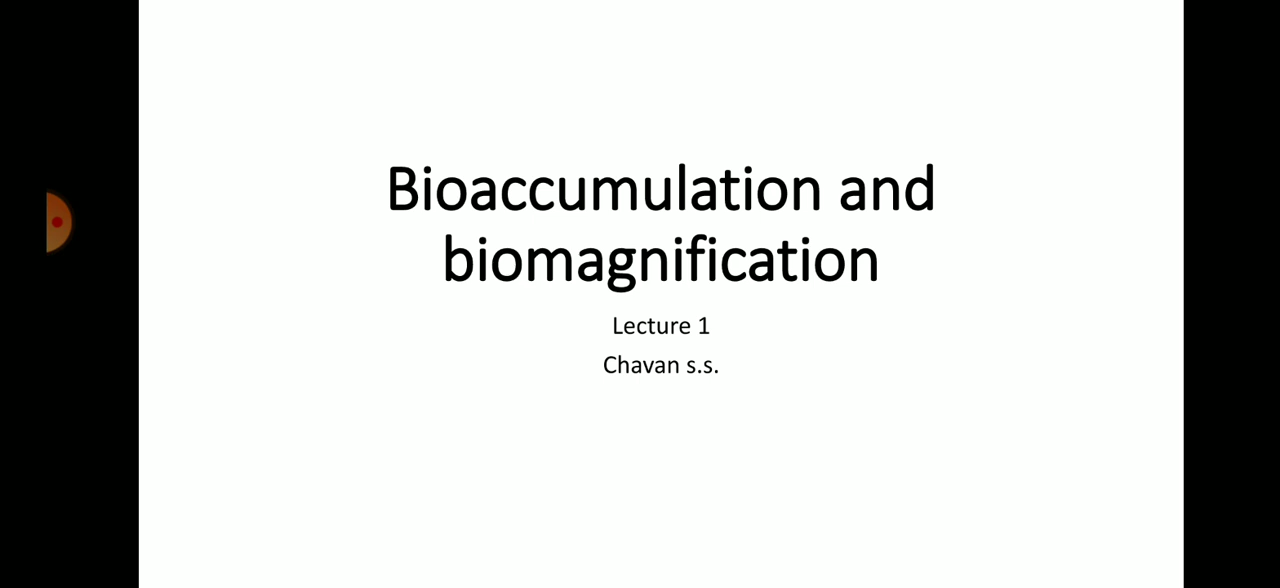 Bioaccumulation and
biomagnification
Lecture 1
Chavan s.s.